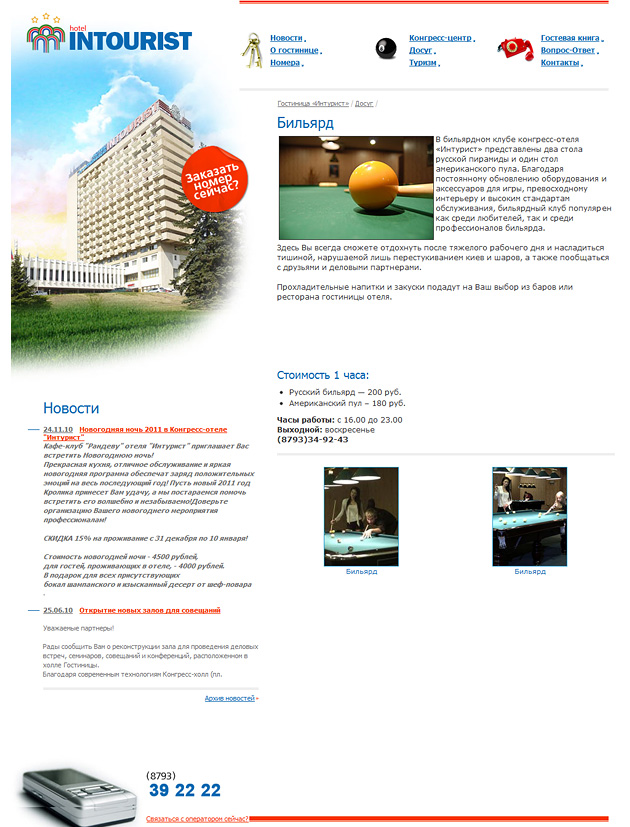 hotel
INTOURIST
Новости
О гостинице
Номера
Конгресс-центр
Досуг
Туризм
Гостевая книга
Вопрос-Ответ
Контакты
INTOURIST
Заказать
номер
сейчас?
Гостиница «Интурист» / Досуг /
Бильярд
В бильярдном клубе конгресс-отеля
«Интурист» представлены два стола
русской пирамиды и один стол
американского пула. Благодаря
постоянному обновлению оборудования и
аксессуаров для игры, превосходному
интерьеру и высоким стандартам
обслуживания, бильярдный клуб популярен
как среди любителей, так и среди
профессионалов бильярда.
Здесь Вы всегда сможете отдохнуть после тяжелого рабочего дня и насладиться
тишиной, нарушаемой лишь перестукиванием киев и шаров, а также пообщаться
с друзьями и деловыми партнерами.
Прохладительные напитки и закуски подадут на Ваш выбор из баров или
ресторана гостиницы отеля.
Стоимость 1 часа:
• Русский бильярд — 200 руб.
• Американский пул – 180 руб.
Часы работы: с 16.00 до 23.00
Выходной: воскресенье
(8793)34-92-43
Бильярд
Бильярд
Новости
24.11.10 Новогодняя ночь 2011 в Конгресс-отеле
"Интурист"
Кафе-клуб "Рандеву" отеля "Интурист" приглашает Вас
встретить Новогоднюю ночь!
Прекрасная кухня, отличное обслуживание и яркая
новогодняя программа обеспечат заряд положительных
эмоций на весь последующий год! Пусть новый 2011 год
Кролика принесет Вам удачу, а мы постараемся помочь
встретить его волшебно и незабываемо!Доверьте
организацию Вашего новогоднего мероприятия
профессионалам!
СКИДКА 15% на проживание с 31 декабря по 10 января!
Стоимость новогодней ночи - 4500 рублей,
для гостей, проживающих в отеле, - 4000 рублей.
В подарок для всех присутствующих
бокал шампанского и изысканный десерт от шеф-повара
.
25.06.10 Открытие новых залов для совещаний
Уважаемые партнеры!
Рады сообщить Вам о реконструкции зала для проведения деловых
встреч, семинаров, совещаний и конференций, расположенном в
холле Гостиницы.
Благодаря современным технологиям Конгресс-холл (пл.
Архив новостей
(8793)
39 22 22
Связаться с оператором сейчас?